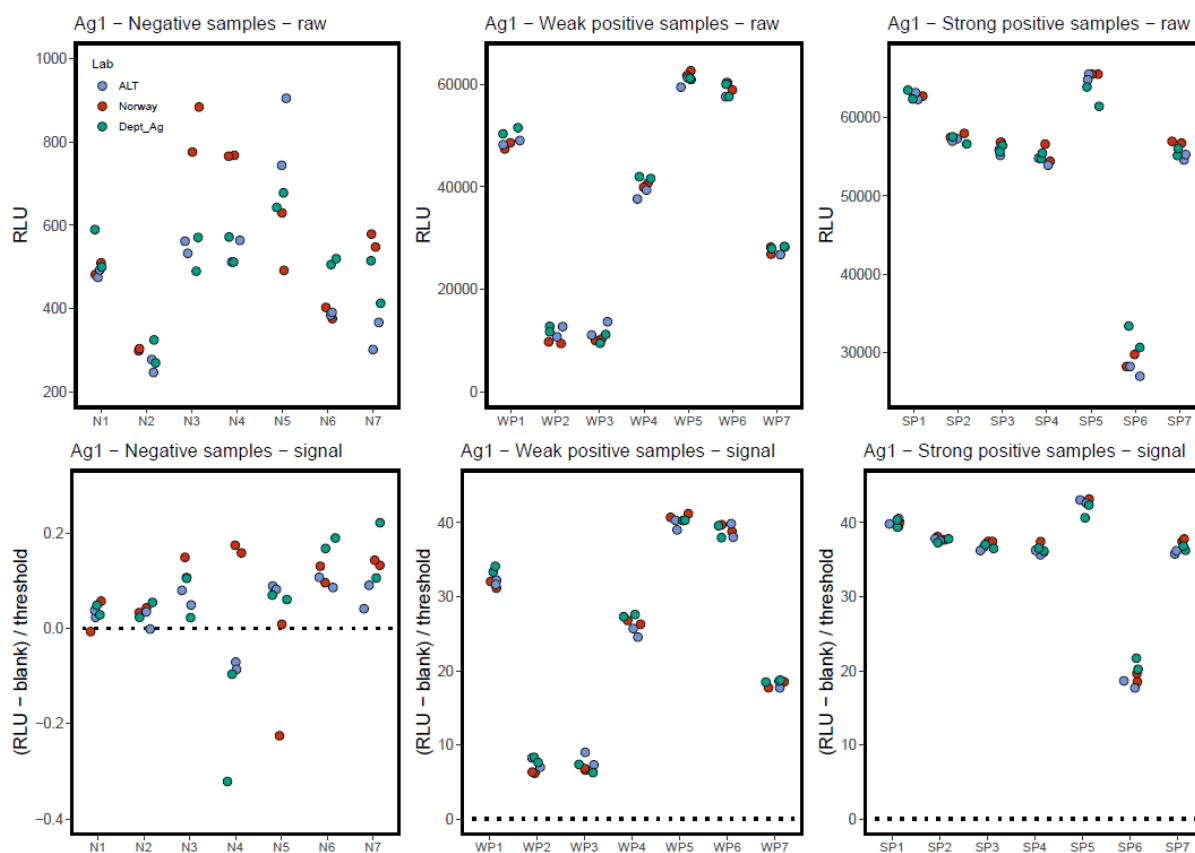 Ag1 − Negative samples − raw
Ag1 − Weak positive samples − raw
Ag1 − Strong positive samples − raw
RLU
1000
800
600
400
200
Lab
ALT
Norway
Dept_Ag
N1 N2 N3 N4 N5 N6 N7
RLU
60000
40000
20000
0
WP1 WP2 WP3 WP4 WP5 WP6 WP7
RLU
60000
50000
40000
30000
SP1 SP2 SP3 SP4 SP5 SP6 SP7
Ag1 − Negative samples − signal
Ag1 − Weak positive samples − signal
Ag1 − Strong positive samples − signal
(RLU − blank) / threshold
0.2
0.0
−0.2
−0.4
N1 N2 N3 N4 N5 N6 N7
(RLU − blank) / threshold
40
30
20
10
0
WP1 WP2 WP3 WP4 WP5 WP6 WP7
(RLU − blank) / threshold
40
30
20
10
0
SP1 SP2 SP3 SP4 SP5 SP6 SP7